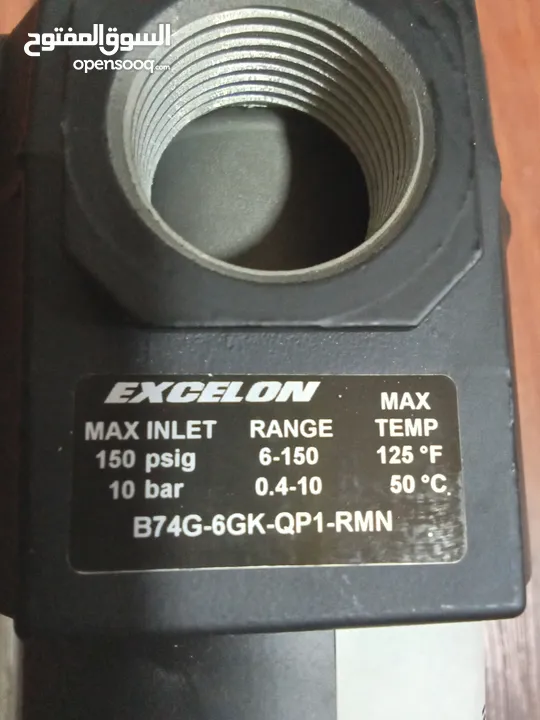 السوق المفتوح
opensooq.com
EXCELON
MAX INLET RANGE MAX TEMP
150 psig 6-150 125 °F
10 bar 0.4-10 50 °C
B74G-6GK-QP1-RMN